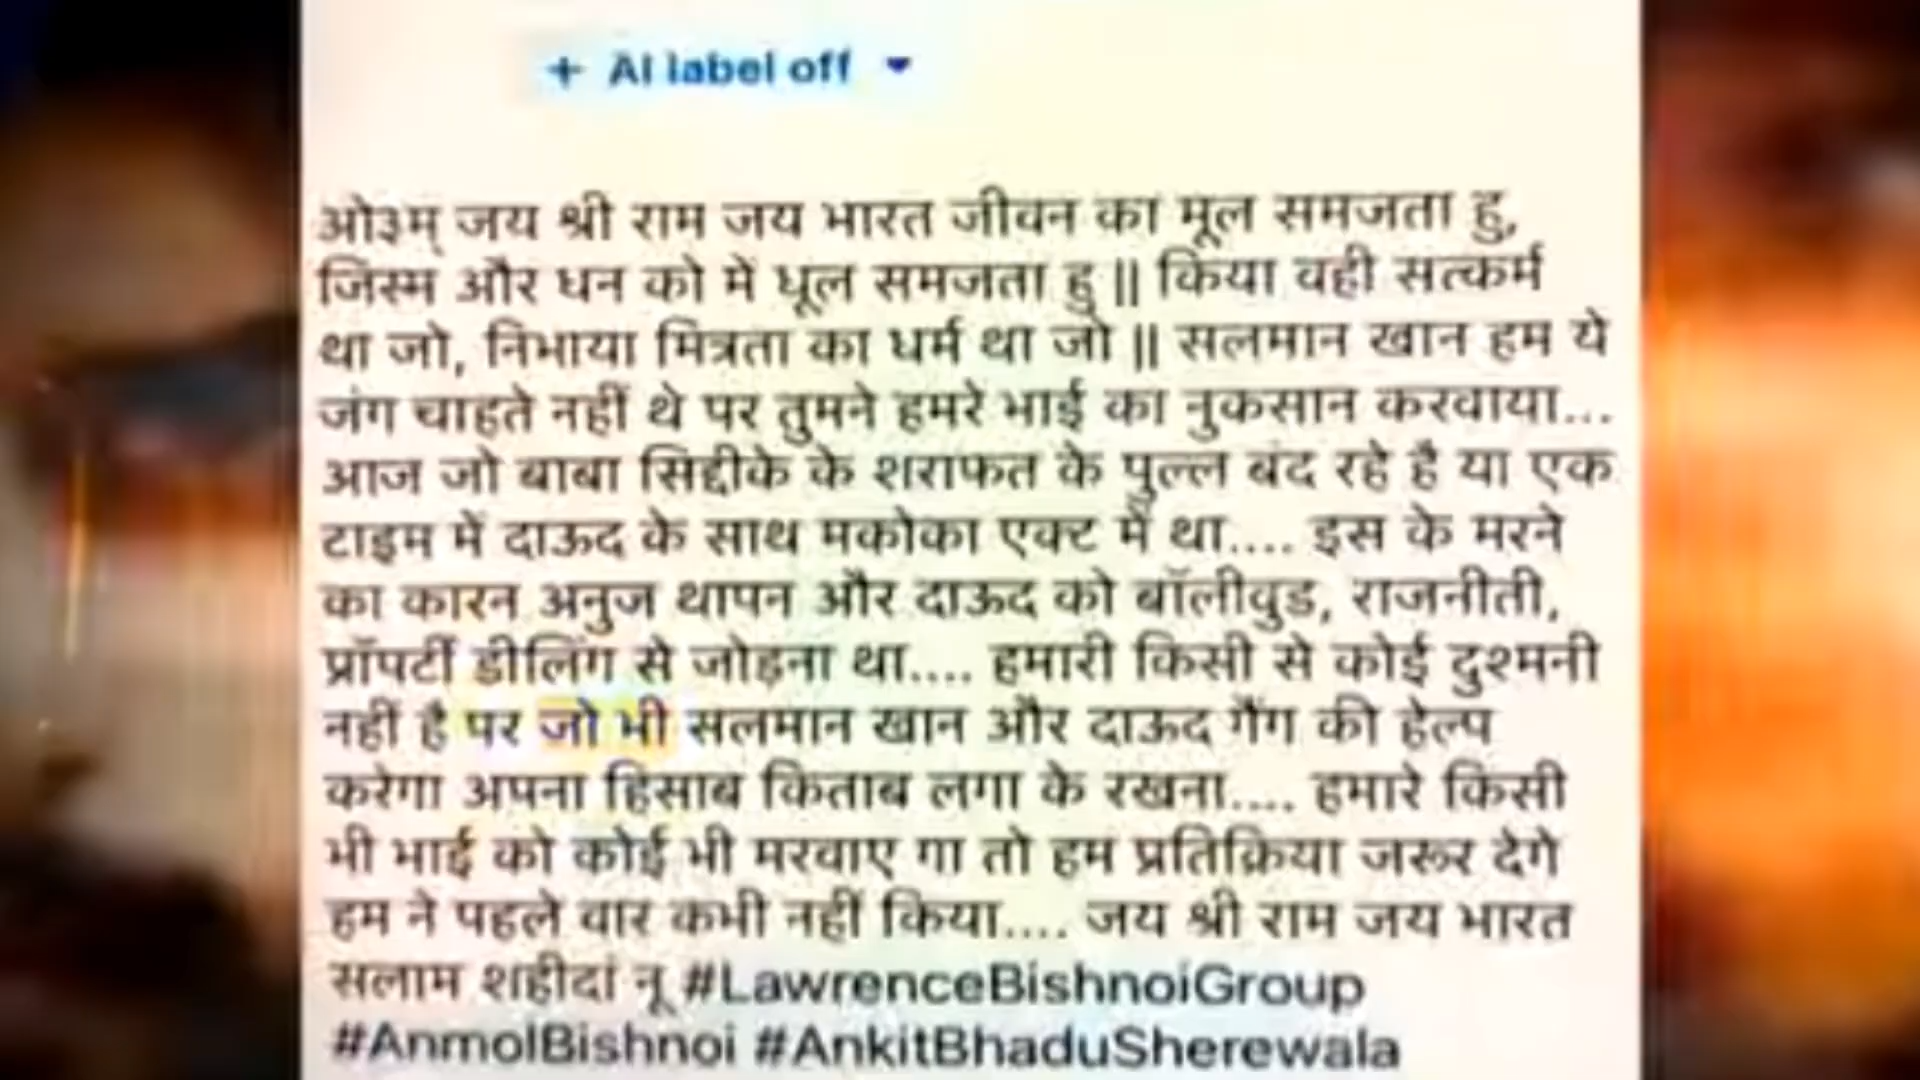 + AI label off
ओ३म् जय श्री राम जय भारत जीवन का मूल समजता हु,
जिस्म और धन को में धूल समजता हु || किया वही सत्कर्म
था जो, निभाया मित्रता का धर्म था जो || सलमान खान हम ये
जंग चाहते नहीं थे पर तुमने हमरे भाई का नुकसान करवाया...
आज जो बाबा सिद्दीके के शराफत के पुल्ल बंद रहे है या एक
टाइम में दाऊद के साथ मकोका एक्ट में था.... इस के मरने
का कारन अनुज थापन और दाऊद को बॉलीवुड, राजनीती,
प्रॉपर्टी डीलिंग से जोड़ना था.... हमारी किसी से कोई दुश्मनी
नहीं है पर जो भी सलमान खान और दाऊद गैंग की हेल्प
करेगा अपना हिसाब किताब लगा के रखना.... हमारे किसी
भी भाई को कोई भी मरवाए गा तो हम प्रतिक्रिया जरूर देगे
हम ने पहले वार कभी नहीं किया.... जय श्री राम जय भारत
सलाम शहीदां नू #LawrenceBishnoiGroup
#AnmolBishnoi #AnkitBhaduSherewala